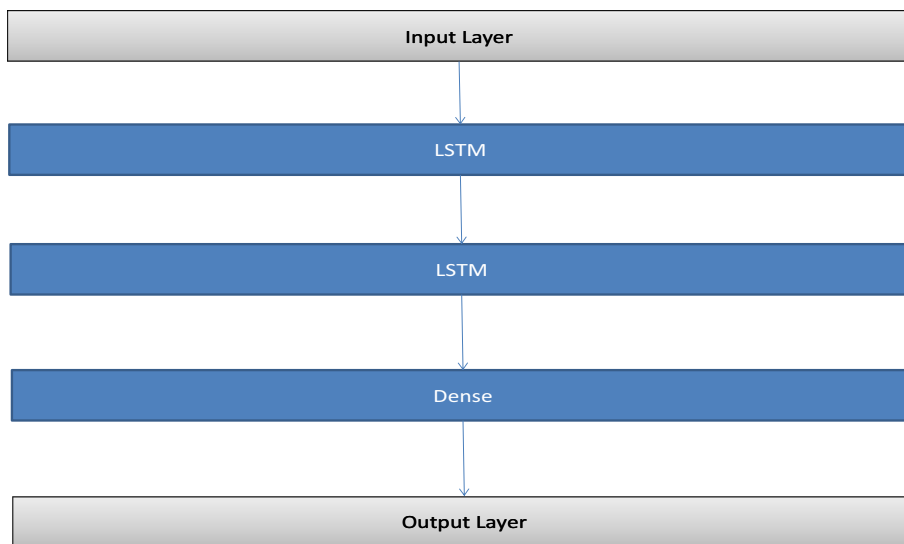 Input Layer
LSTM
LSTM
Dense
Output Layer